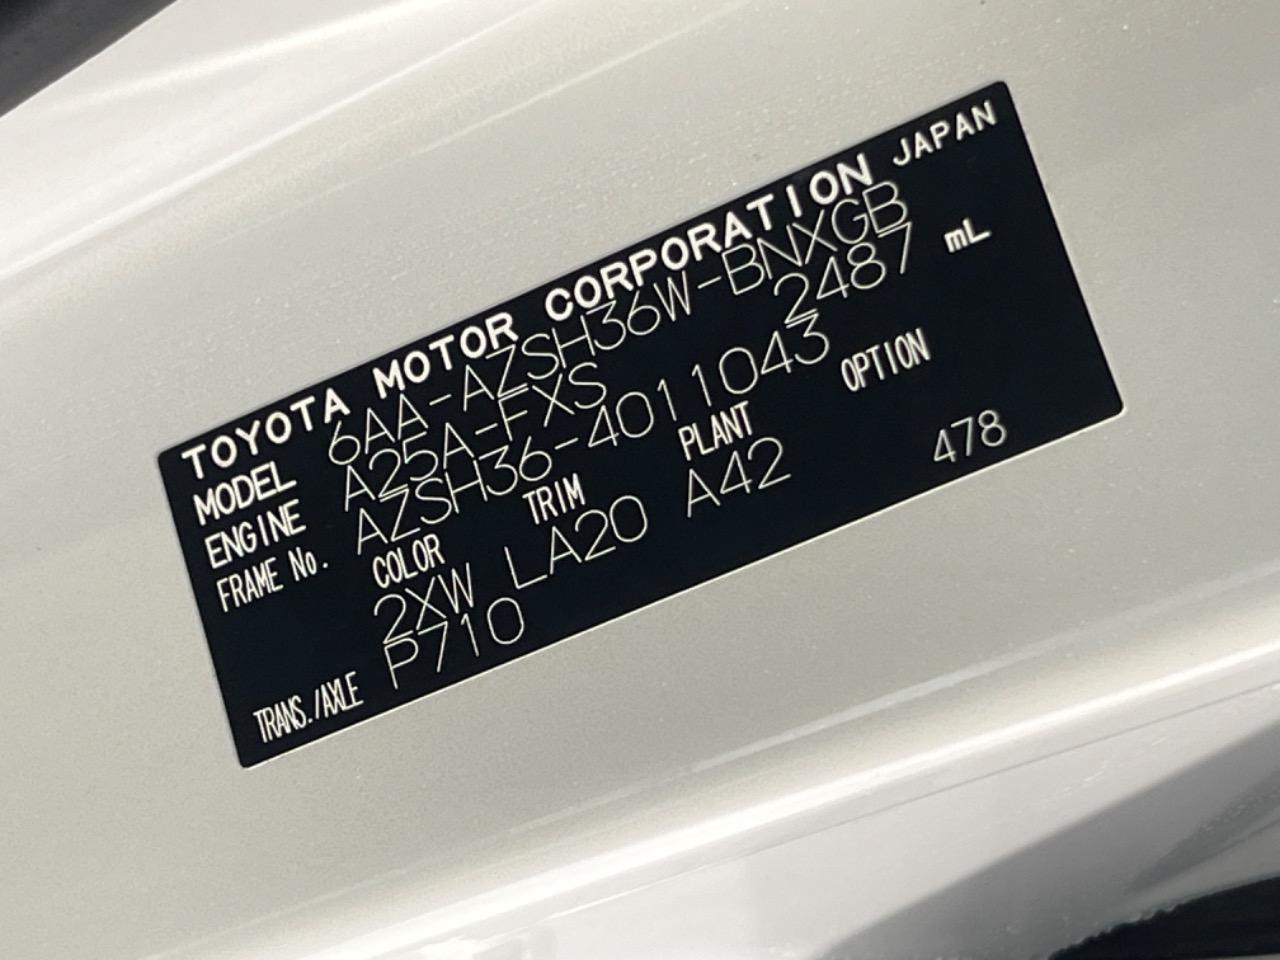 TOYOTA MOTOR CORPORATION JAPAN
MODEL 6AA-AZSH36W-BNXGB
ENGINE A25A-FXS 2487 mL
FRAME No. AZSH36-4011043
COLOR TRIM PLANT OPTION
2XW LA20 A42 478
TRANS./AXLE P710